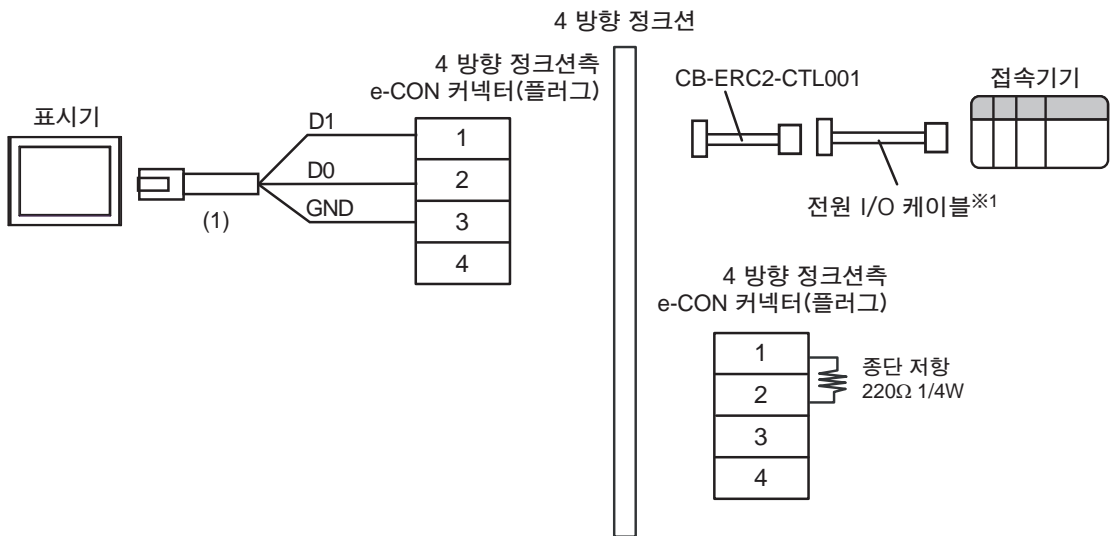 4 방향 정크션
4 방향 정크션측
e-CON 커넥터(플러그)
표시기
(1)
D1
D0
GND
1
2
3
4
CB-ERC2-CTL001
접속기기
전원 I/O 케이블※1
4 방향 정크션측
e-CON 커넥터(플러그)
1
2
3
4
종단 저항
220Ω 1/4W